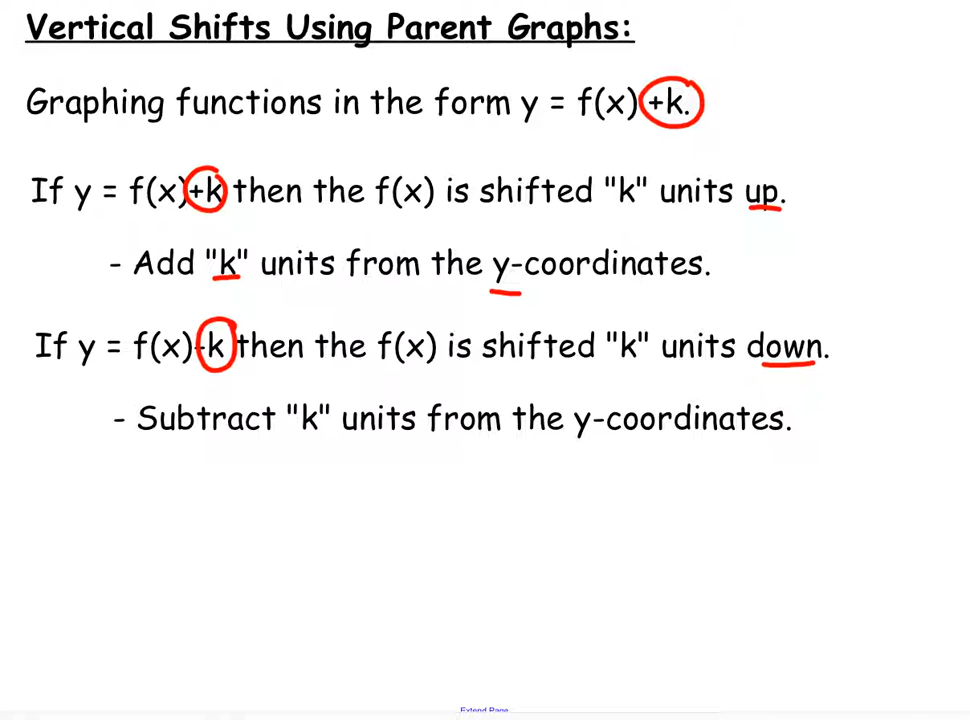 Vertical Shifts Using Parent Graphs:
Graphing functions in the form y = f(x) +k.
If y = f(x)+k then the f(x) is shifted "k" units up.
- Add "k" units from the y-coordinates.
If y = f(x)-k then the f(x) is shifted "k" units down.
- Subtract "k" units from the y-coordinates.
Extend Page